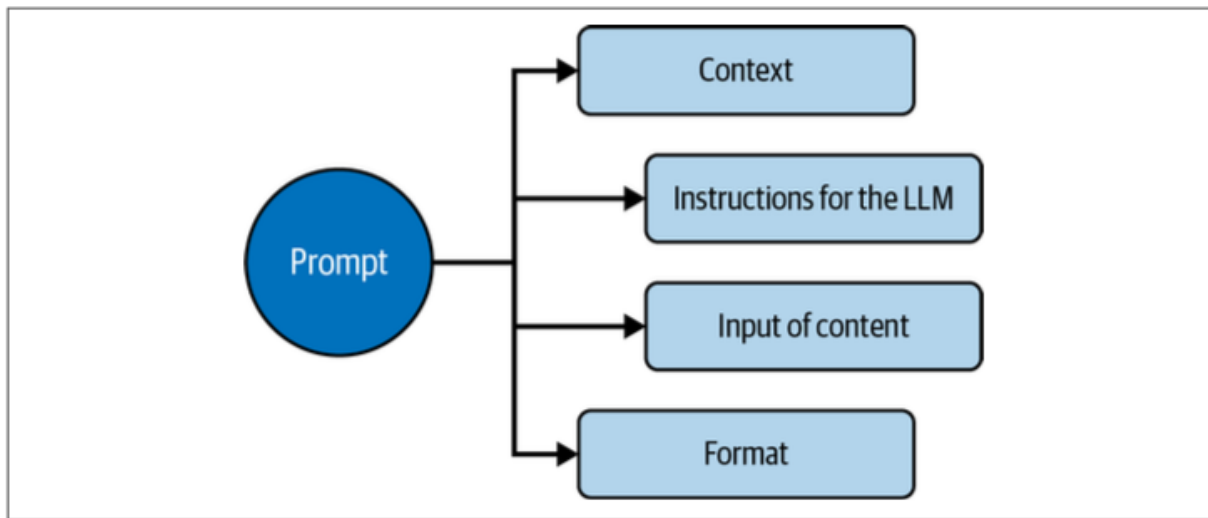 Context
Instructions for the LLM
Prompt
Input of content
Format